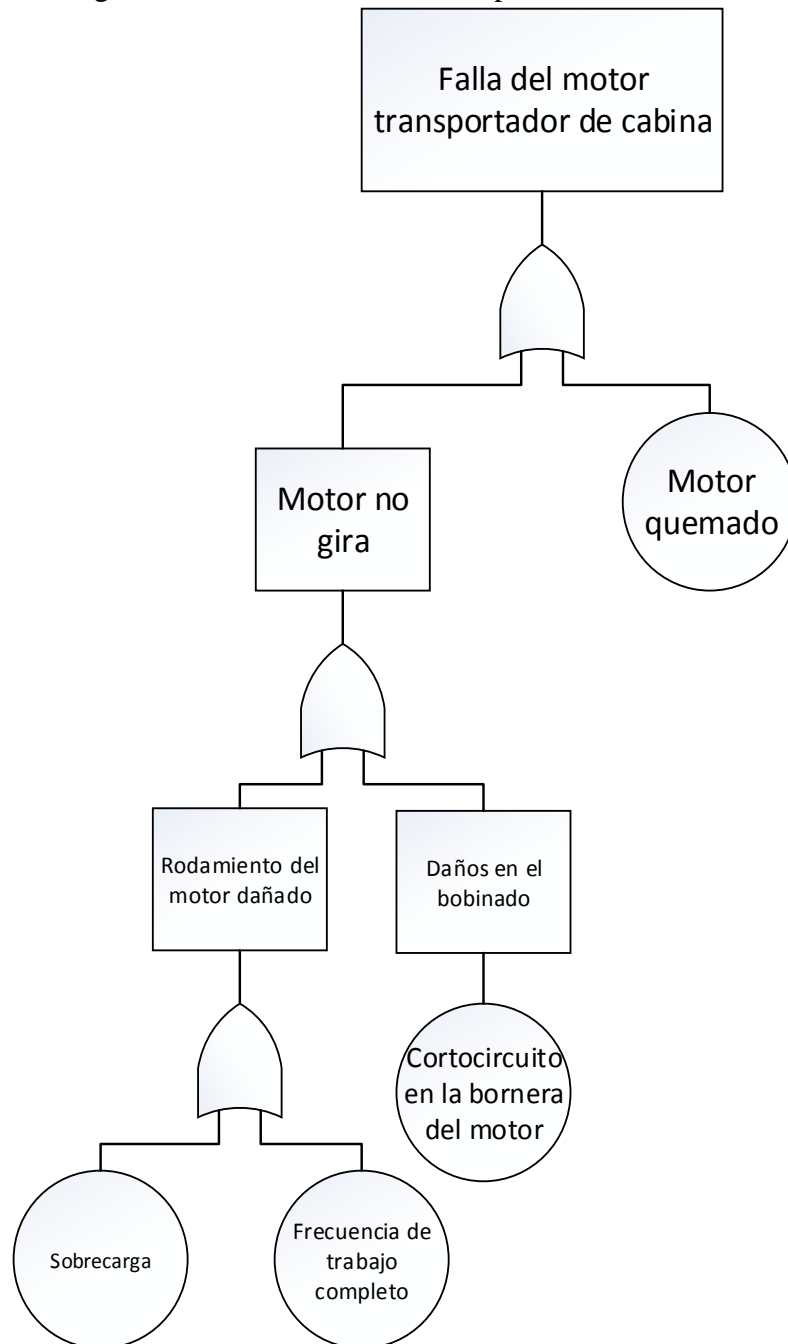 Falla del motor
transportador de cabina
Motor no
gira
Motor
quemado
Rodamiento del
motor dañado
Daños en el
bobinado
Cortocircuito
en la bornera
del motor
Sobrecarga
Frecuencia de
trabajo
completo